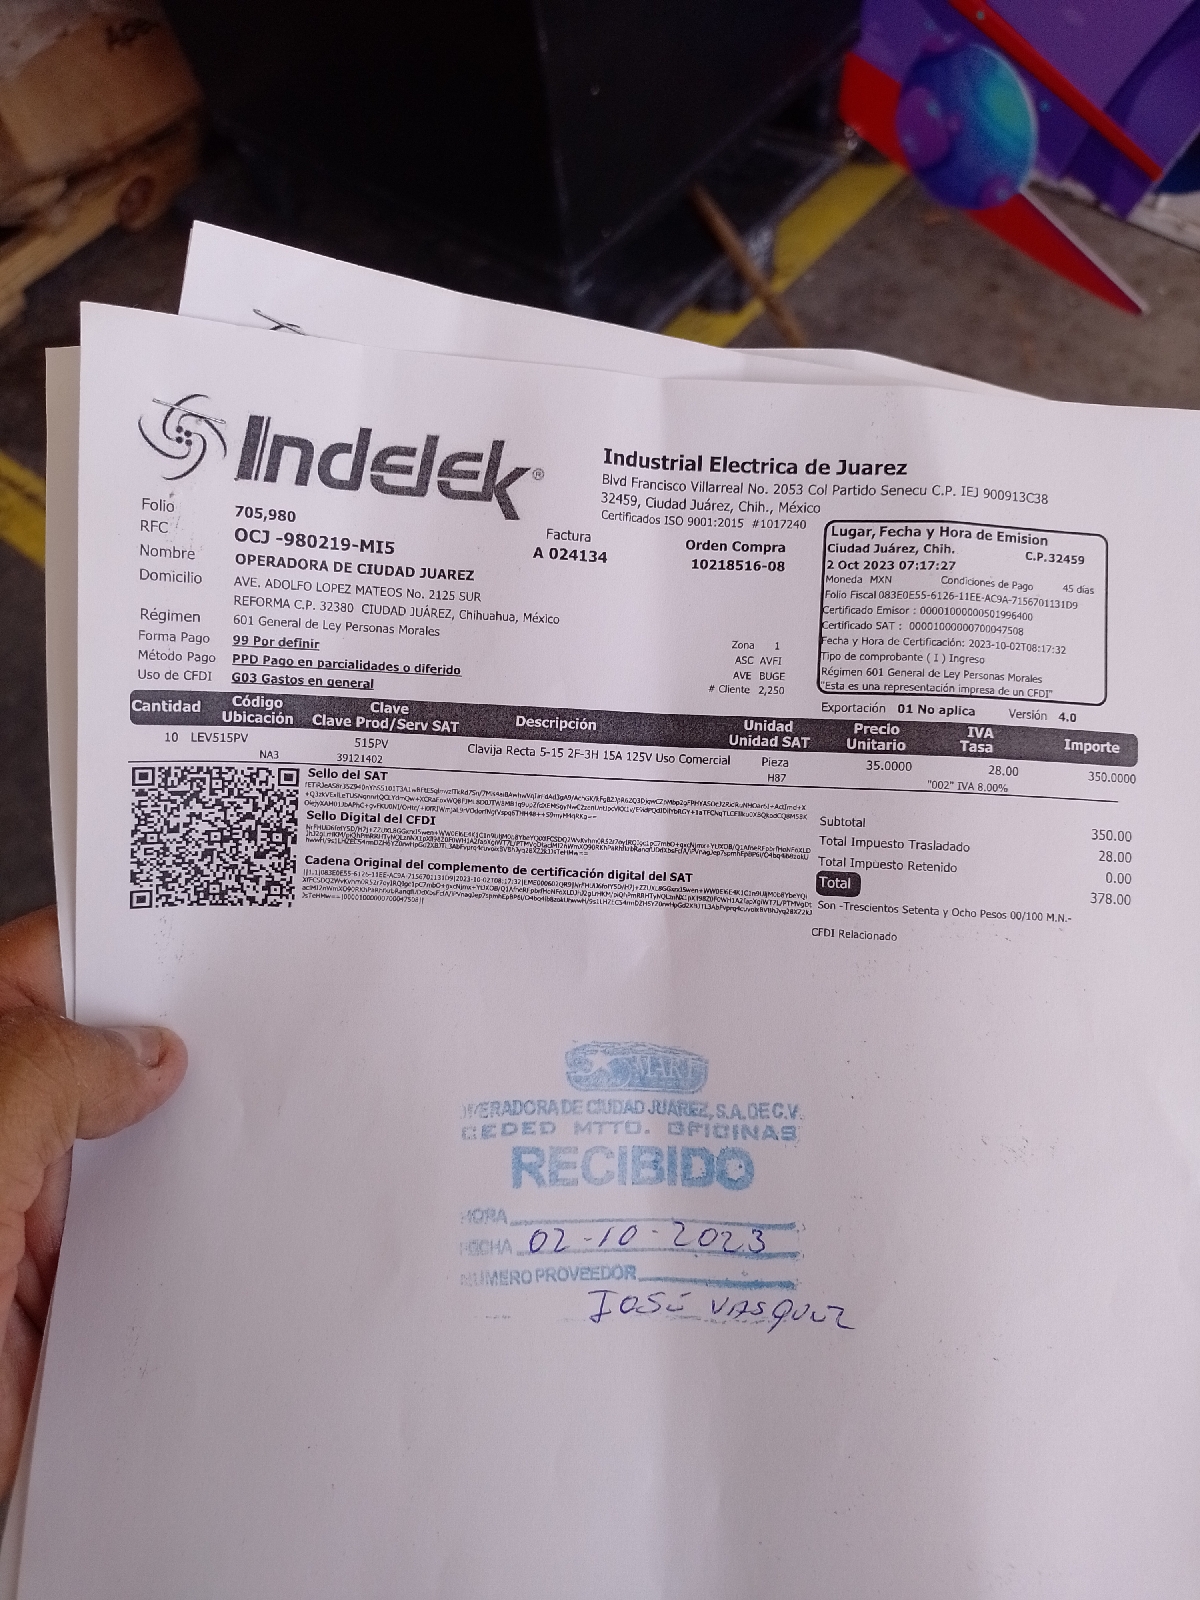 Indelek®
Industrial Electrica de Juarez
Blvd Francisco Villarreal No. 2053 Col Partido Senecu C.P. IEJ 900913C38
32459, Ciudad Juárez, Chih., México
Certificados ISO 9001:2015 #1017240
Folio 705,980
RFC OCJ -980219-MI5
Nombre OPERADORA DE CIUDAD JUAREZ
Domicilio AVE. ADOLFO LOPEZ MATEOS No. 2125 SUR
REFORMA C.P. 32380 CIUDAD JUÁREZ, Chihuahua, México
Régimen 601 General de Ley Personas Morales
Forma Pago 99 Por definir
Método Pago PPD Pago en parcialidades o diferido
Uso de CFDI G03 Gastos en general
Factura
A 024134
Orden Compra
10218516-08
Zona 1
ASC AVFI
AVE BUGE
# Cliente 2,250
Lugar, Fecha y Hora de Emision
Ciudad Juárez, Chih. C.P.32459
2 Oct 2023 07:17:27
Moneda MXN Condiciones de Pago 45 días
Folio Fiscal 083E0E55-6126-11EE-AC9A-7156701131D9
Certificado Emisor : 00001000000501996400
Certificado SAT : 00001000000700047508
Fecha y Hora de Certificación: 2023-10-02T08:17:32
Tipo de comprobante ( I ) Ingreso
Régimen 601 General de Ley Personas Morales
"Esta es una representación impresa de un CFDI"
Exportación 01 No aplica Versión 4.0
Cantidad Código Ubicación Clave Clave Prod/Serv SAT Descripción Unidad Unidad SAT Precio Unitario IVA Tasa Importe
10 LEV515PV 515PV Clavija Recta 5-15 2F-3H 15A 125V Uso Comercial Pieza 35.0000 28.00 350.0000
NA3 39121402 H87 "002" IVA 8.00%
Sello del SAT
Sello Digital del CFDI
Cadena Original del complemento de certificación digital del SAT
Subtotal 350.00
Total Impuesto Trasladado 28.00
Total Impuesto Retenido 0.00
Total 378.00
Son -Trescientos Setenta y Ocho Pesos 00/100 M.N.-
CFDI Relacionado
SMART
OPERADORA DE CIUDAD JUAREZ, S.A. DE C.V.
CEDED MTTO. OFICINAS
RECIBIDO
HORA
FECHA 02-10-2023
NUMERO PROVEEDOR
JOSÉ VASQUEZ